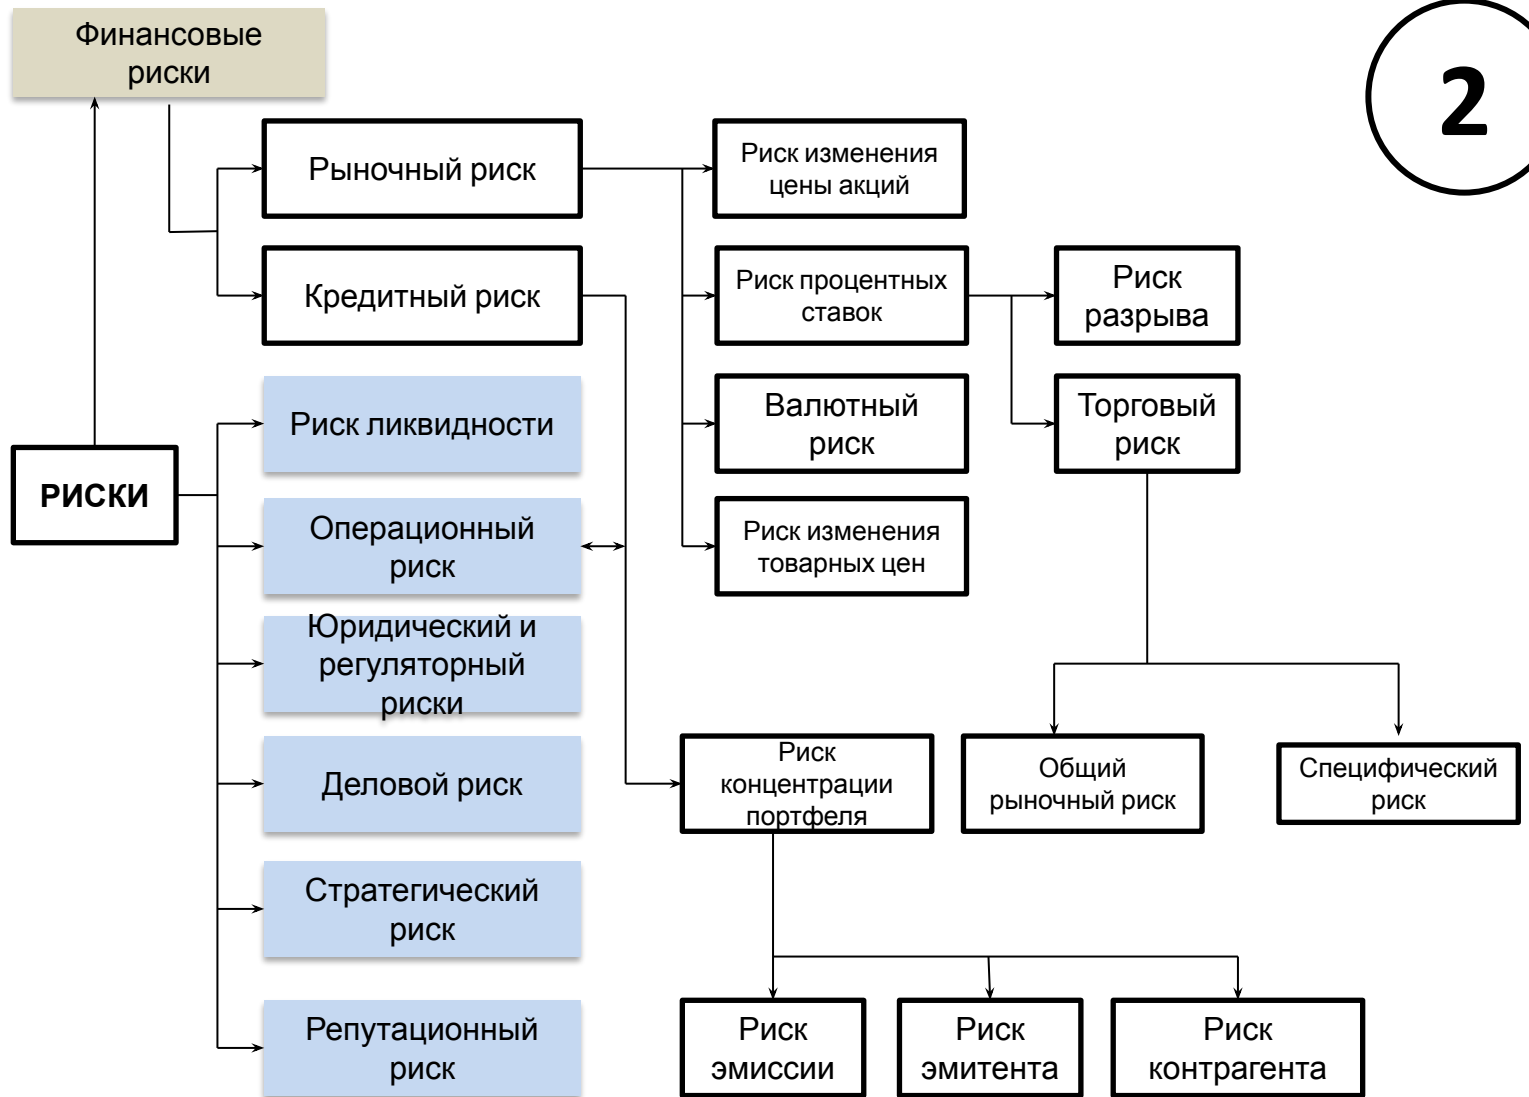 Финансовые
риски
2
Рыночный риск
Риск изменения
цены акций
Кредитный риск
Риск процентных
ставок
Риск
разрыва
Риск ликвидности
Валютный
риск
Торговый
риск
РИСКИ
Операционный
риск
Риск изменения
товарных цен
Юридический и
регуляторный
риски
Деловой риск
Риск
концентрации
портфеля
Общий
рыночный риск
Специфический
риск
Стратегический
риск
Репутационный
риск
Риск
эмиссии
Риск
эмитента
Риск
контрагента